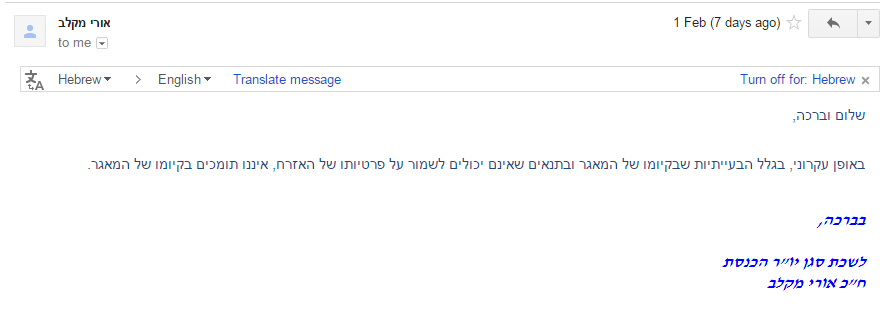 אורי מקלב
1 Feb (7 days ago)
to me
Hebrew > English Translate message Turn off for: Hebrew ×
שלום וברכה,
באופן עקרוני, בגלל הבעייתיות שבקיומו של המאגר ובתנאים שאינם יכולים לשמור על פרטיותו של האזרח, איננו תומכים בקיומו של המאגר.
בברכה,
לשכת סגן יו״ר הכנסת
ח״כ אורי מקלב